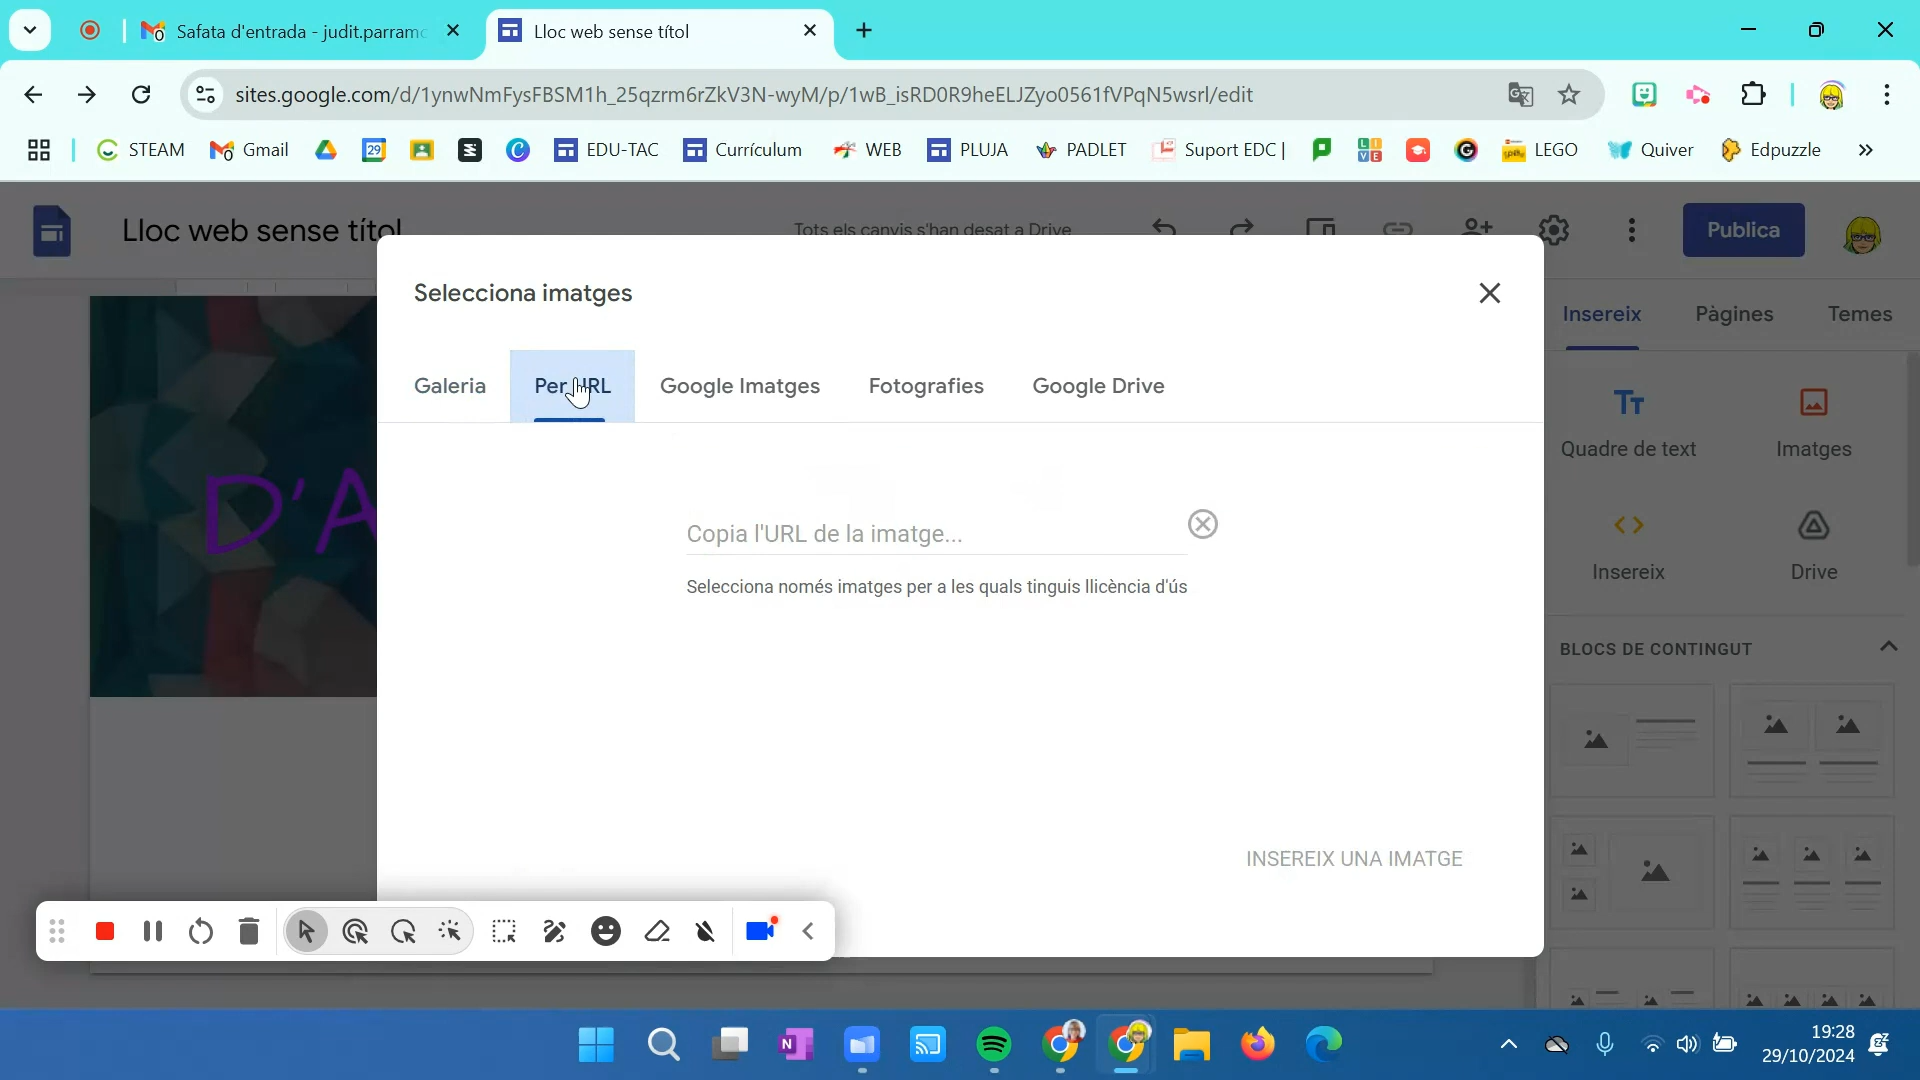 Safata d'entrada - judit.parramo
Lloc web sense títol
sites.google.com/d/1ynwNmFysFBSM1h_25qzrm6rZkV3N-wyM/p/1wB_isRD0R9heELJZyo0561fVPqN5wsrl/edit
STEAM
Gmail
29
EDU-TAC
Currículum
WEB
PLUJA
PADLET
Suport EDC |
LIVE
LEGO
Quiver
Edpuzzle
Lloc web sense títol
Tots els canvis s'han desat a Drive
Publica
Selecciona imatges
Insereix
Pàgines
Temes
Galeria
Per URL
Google Imatges
Fotografies
Google Drive
Quadre de text
Imatges
D'A
Copia l'URL de la imatge...
Selecciona només imatges per a les quals tinguis llicència d'ús
Insereix
Drive
BLOCS DE CONTINGUT
INSEREIX UNA IMATGE
19:28
29/10/2024